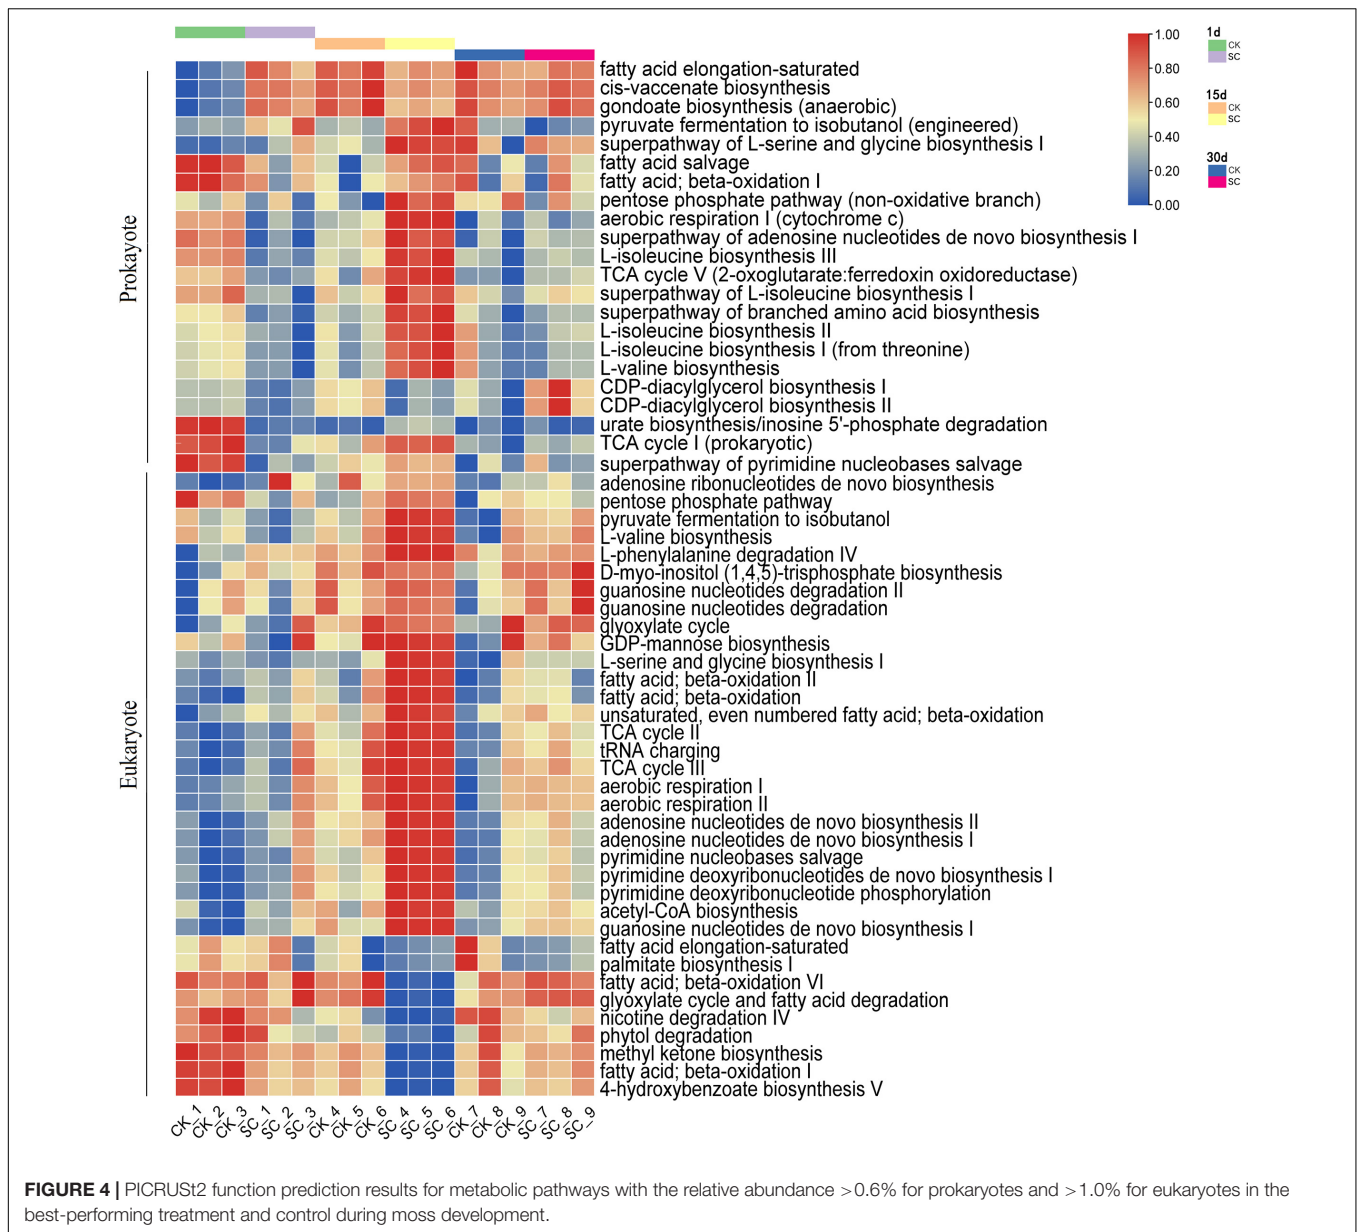 fatty acid elongation-saturated
cis-vaccenate biosynthesis
gondoate biosynthesis (anaerobic)
pyruvate fermentation to isobutanol (engineered)
superpathway of L-serine and glycine biosynthesis I
fatty acid salvage
fatty acid; beta-oxidation I
pentose phosphate pathway (non-oxidative branch)
aerobic respiration I (cytochrome c)
superpathway of adenosine nucleotides de novo biosynthesis I
L-isoleucine biosynthesis III
TCA cycle V (2-oxoglutarate:ferredoxin oxidoreductase)
superpathway of L-isoleucine biosynthesis I
superpathway of branched amino acid biosynthesis
L-isoleucine biosynthesis II
L-isoleucine biosynthesis I (from threonine)
L-valine biosynthesis
CDP-diacylglycerol biosynthesis I
CDP-diacylglycerol biosynthesis II
urate biosynthesis/inosine 5'-phosphate degradation
TCA cycle I (prokaryotic)
superpathway of pyrimidine nucleobases salvage
adenosine ribonucleotides de novo biosynthesis
pentose phosphate pathway
pyruvate fermentation to isobutanol
L-valine biosynthesis
L-phenylalanine degradation IV
D-myo-inositol (1,4,5)-trisphosphate biosynthesis
guanosine nucleotides degradation II
guanosine nucleotides degradation
glyoxylate cycle
GDP-mannose biosynthesis
L-serine and glycine biosynthesis I
fatty acid; beta-oxidation II
fatty acid; beta-oxidation
unsaturated, even numbered fatty acid; beta-oxidation
TCA cycle II
tRNA charging
TCA cycle III
aerobic respiration I
aerobic respiration II
adenosine nucleotides de novo biosynthesis II
adenosine nucleotides de novo biosynthesis I
pyrimidine nucleobases salvage
pyrimidine deoxyribonucleotides de novo biosynthesis I
pyrimidine deoxyribonucleotide phosphorylation
acetyl-CoA biosynthesis
guanosine nucleotides de novo biosynthesis I
fatty acid elongation-saturated
palmitate biosynthesis I
fatty acid; beta-oxidation VI
glyoxylate cycle and fatty acid degradation
nicotine degradation IV
phytol degradation
methyl ketone biosynthesis
fatty acid; beta-oxidation I
4-hydroxybenzoate biosynthesis V
Prokayote
Eukaryote
1.00
0.80
0.60
0.40
0.20
0.00
1d
CK
SC
15d
CK
SC
30d
CK
SC
CK_1
CK_2
CK_3
SC_1
SC_2
SC_3
CK_4
CK_5
CK_6
SC_4
SC_5
SC_6
CK_7
CK_8
CK_9
SC_7
SC_8
SC_9
FIGURE 4 | PICRUSt2 function prediction results for metabolic pathways with the relative abundance >0.6% for prokaryotes and >1.0% for eukaryotes in the
best-performing treatment and control during moss development.